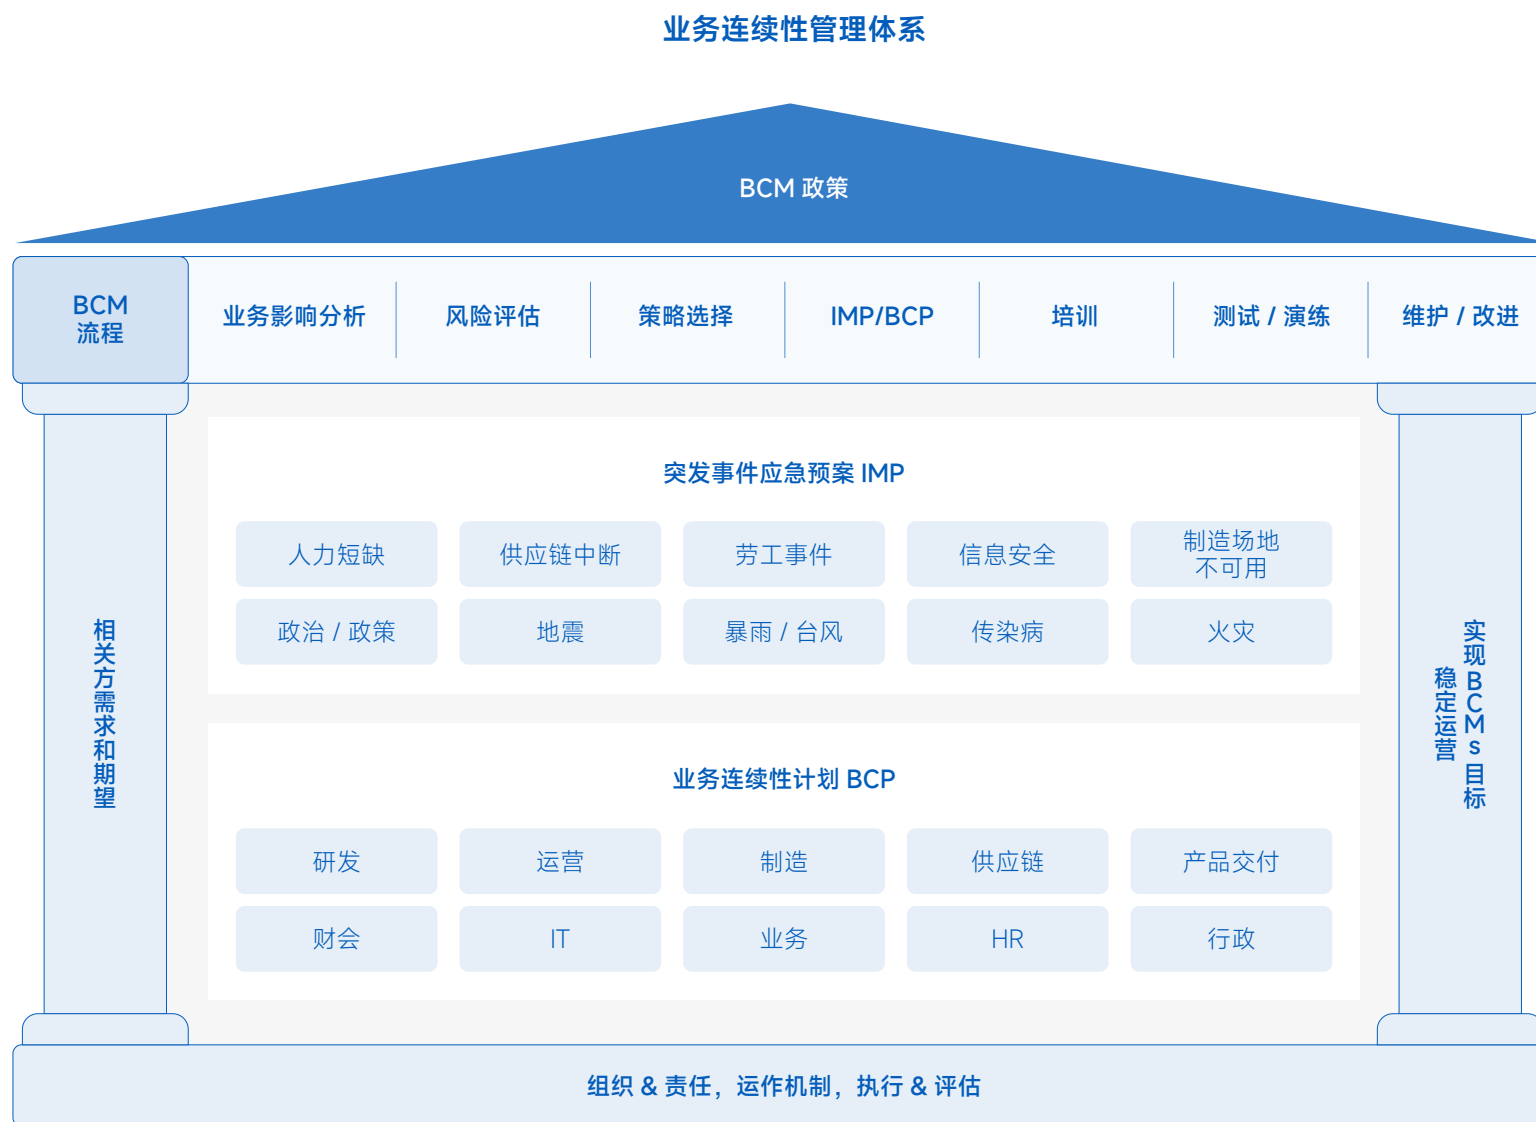 业务连续性管理体系
BCM 政策
BCM
流程
业务影响分析
风险评估
策略选择
IMP/BCP
培训
测试 / 演练
维护 / 改进
相关方需求和期望
突发事件应急预案 IMP
人力短缺
供应链中断
劳工事件
信息安全
制造场地
不可用
政治 / 政策
地震
暴雨 / 台风
传染病
火灾
业务连续性计划 BCP
研发
运营
制造
供应链
产品交付
财会
IT
业务
HR
行政
实现BCMs目标
稳定运营
组织 & 责任，运作机制，执行 & 评估